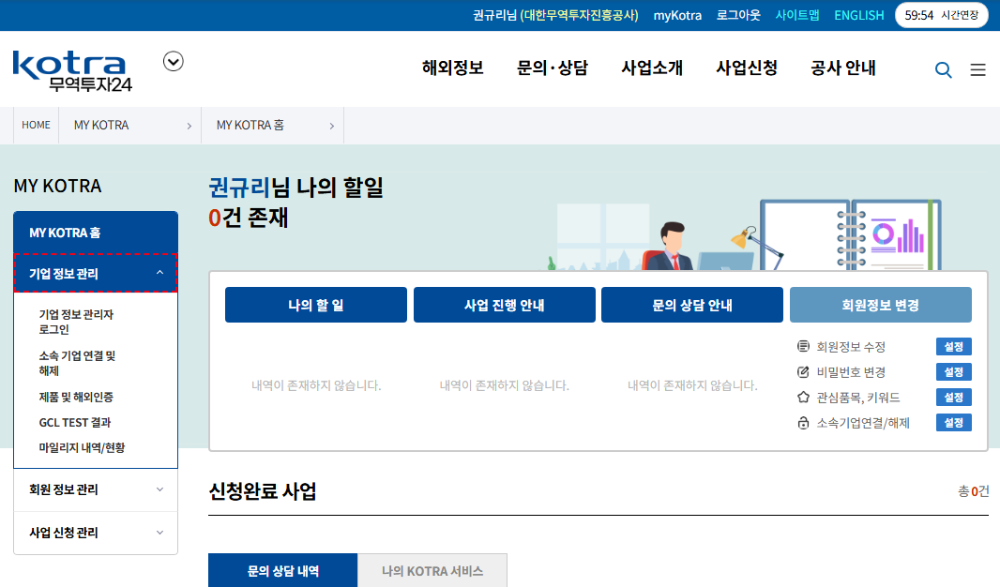 권규리님 (대한무역투자진흥공사) myKotra 로그아웃 사이트맵 ENGLISH 59:54 시간연장
kotra
무역투자24
해외정보 문의·상담 사업소개 사업신청 공사 안내
HOME MY KOTRA MY KOTRA 홈
MY KOTRA
MY KOTRA 홈
기업 정보 관리
기업 정보 관리자
로그인
소속 기업 연결 및
해제
제품 및 해외인증
GCL TEST 결과
마일리지 내역/현황
회원 정보 관리
사업 신청 관리
권규리님 나의 할일
0건 존재
나의 할 일 사업 진행 안내 문의 상담 안내 회원정보 변경
내역이 존재하지 않습니다. 내역이 존재하지 않습니다. 내역이 존재하지 않습니다.
회원정보 수정 설정
비밀번호 변경 설정
관심품목, 키워드 설정
소속기업연결/해제 설정
신청완료 사업 총 0건
문의 상담 내역 나의 KOTRA 서비스